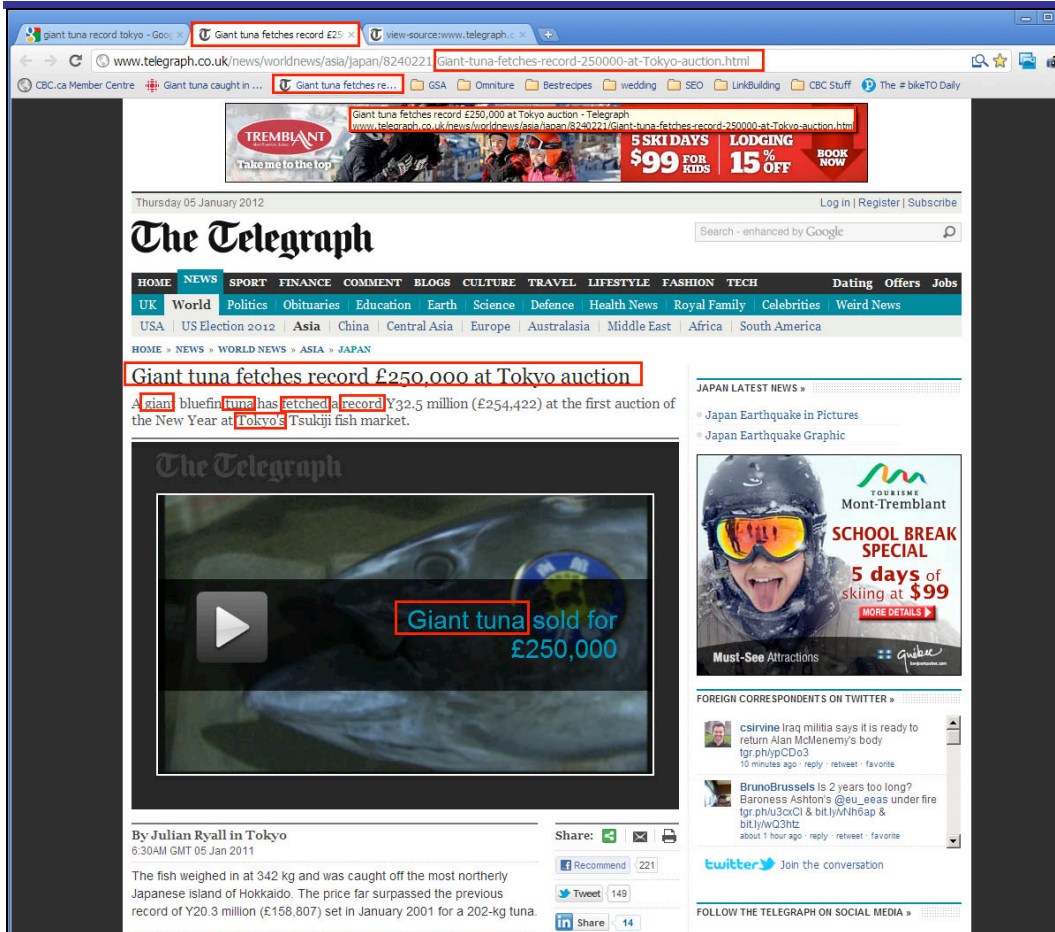 giant tuna record tokyo - Goog
Giant tuna fetches record £25
view-source:www.telegraph.c
www.telegraph.co.uk/news/worldnews/asia/japan/8240221/Giant-tuna-fetches-record-250000-at-Tokyo-auction.html
CBC.ca Member Centre Giant tuna caught in ... Giant tuna fetches re... GSA Omniture Bestrecipes wedding SEO LinkBuilding CBC Stuff The # bikeTO Daily
Giant tuna fetches record £250,000 at Tokyo auction - Telegraph
www.telegraph.co.uk/news/worldnews/asia/japan/8240221/Giant-tuna-fetches-record-250000-at-Tokyo-auction.html
TREMBLANT
Take me to the top
5 SKI DAYS
$99 FOR KIDS
LODGING
15% OFF
BOOK NOW
Thursday 05 January 2012
Log in | Register | Subscribe
The Telegraph
Search - enhanced by Google
HOME NEWS SPORT FINANCE COMMENT BLOGS CULTURE TRAVEL LIFESTYLE FASHION TECH Dating Offers Jobs
UK World Politics Obituaries Education Earth Science Defence Health News Royal Family Celebrities Weird News
USA US Election 2012 Asia China Central Asia Europe Australasia Middle East Africa South America
HOME » NEWS » WORLD NEWS » ASIA » JAPAN
Giant tuna fetches record £250,000 at Tokyo auction
A giant bluefin tuna has fetched a record Y32.5 million (£254,422) at the first auction of
the New Year at Tokyo's Tsukiji fish market.
The Telegraph
Giant tuna sold for
£250,000
By Julian Ryall in Tokyo
6:30AM GMT 05 Jan 2011
The fish weighed in at 342 kg and was caught off the most northerly
Japanese island of Hokkaido. The price far surpassed the previous
record of Y20.3 million (£158,807) set in January 2001 for a 202-kg tuna.
Share:
Recommend 221
Tweet 149
Share 14
JAPAN LATEST NEWS »
Japan Earthquake in Pictures
Japan Earthquake Graphic
TOURISME
Mont-Tremblant
SCHOOL BREAK
SPECIAL
5 days of
skiing at $99
MORE DETAILS
Must-See Attractions
Québec
FOREIGN CORRESPONDENTS ON TWITTER »
csirvine Iraq militia says it is ready to
return Alan McMenemy's body
tgr.ph/ypCDo3
10 minutes ago · reply · retweet · favorite
BrunoBrussels Is 2 years too long?
Baroness Ashton's @eu_eeas under fire
tgr.ph/u3cxCl & bit.ly/vNh6ap &
bit.ly/wQ3htz
about 1 hour ago · reply · retweet · favorite
twitter Join the conversation
FOLLOW THE TELEGRAPH ON SOCIAL MEDIA »